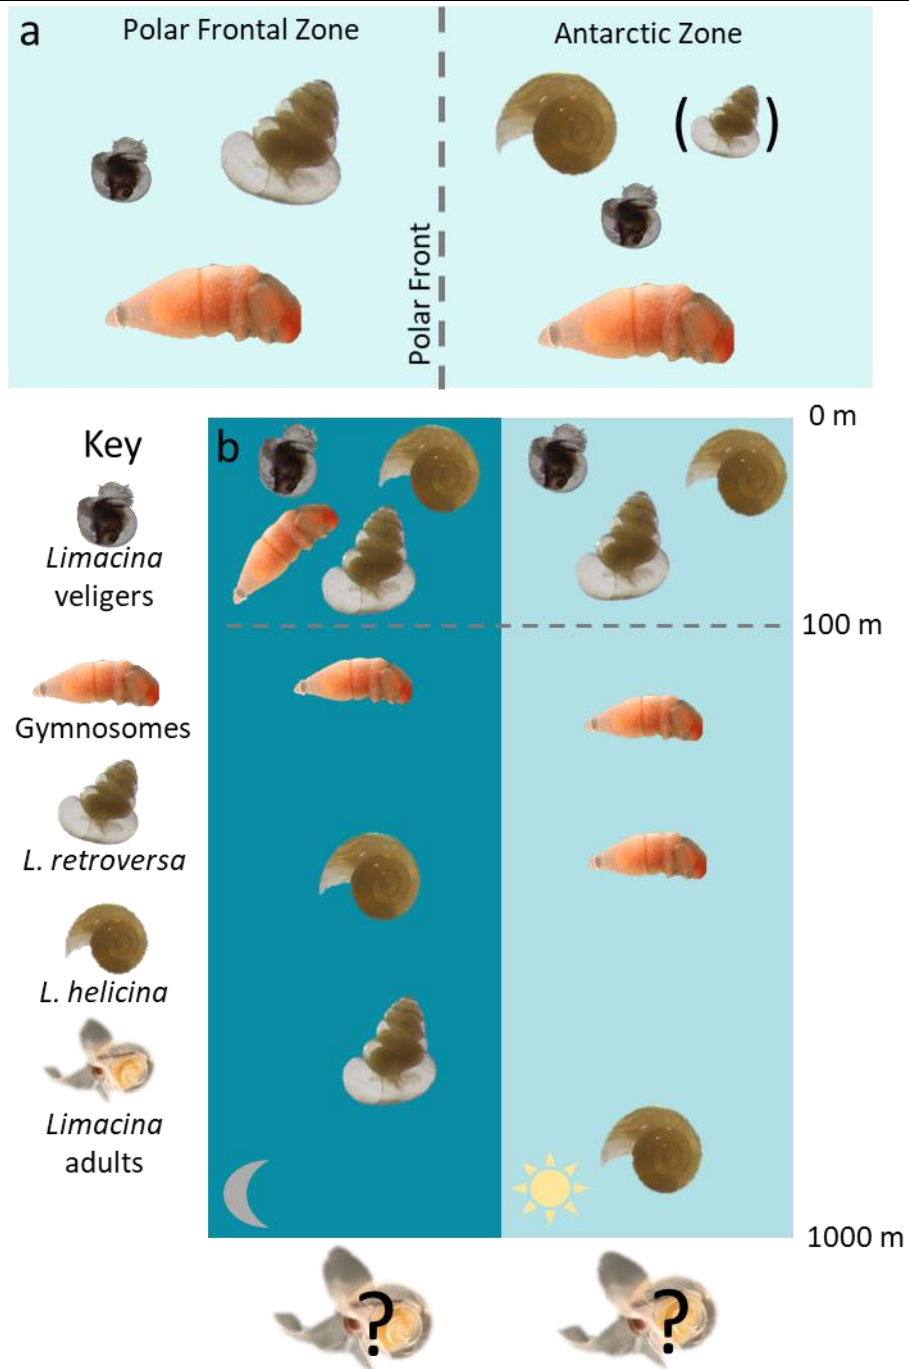 a
Polar Frontal Zone
Antarctic Zone
( )
Polar Front
0 m
Key
b
Limacina
veligers
100 m
Gymnosomes
L. retroversa
L. helicina
Limacina
adults
1000 m
? ?